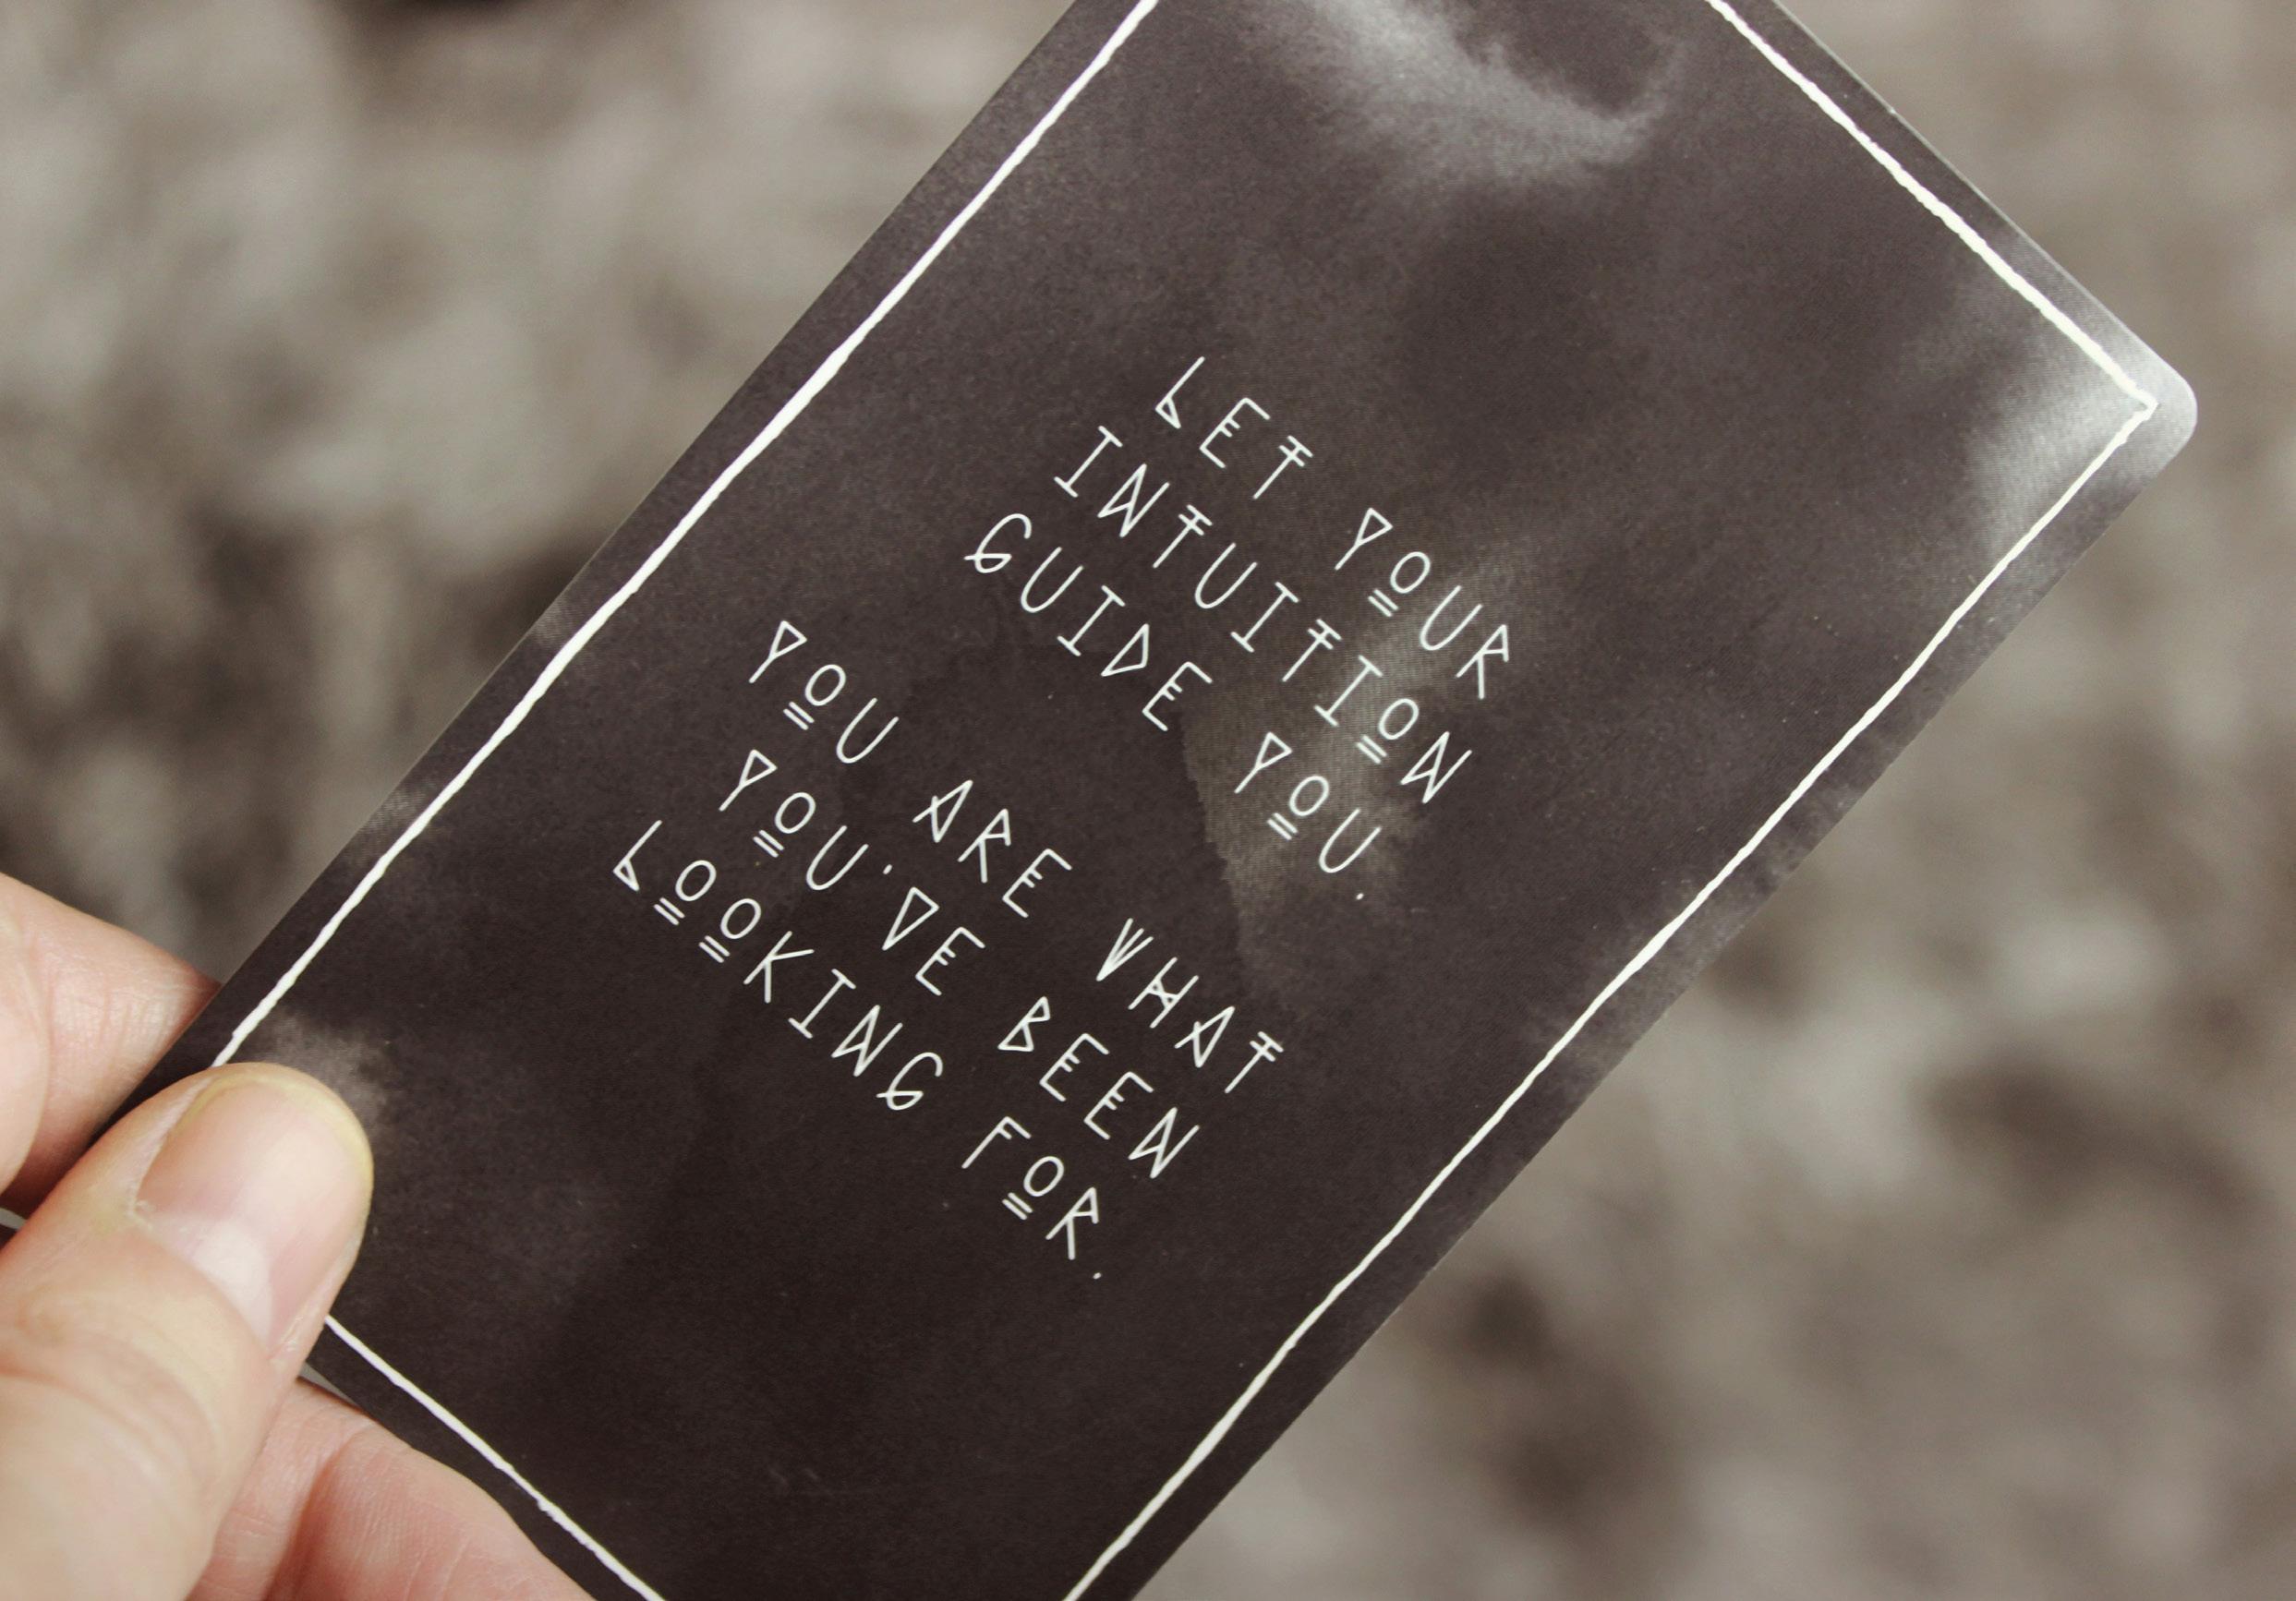 LET YOUR
INTUITION
GUIDE YOU.
YOU ARE WHAT
YOU'VE BEEN
LOOKING FOR.